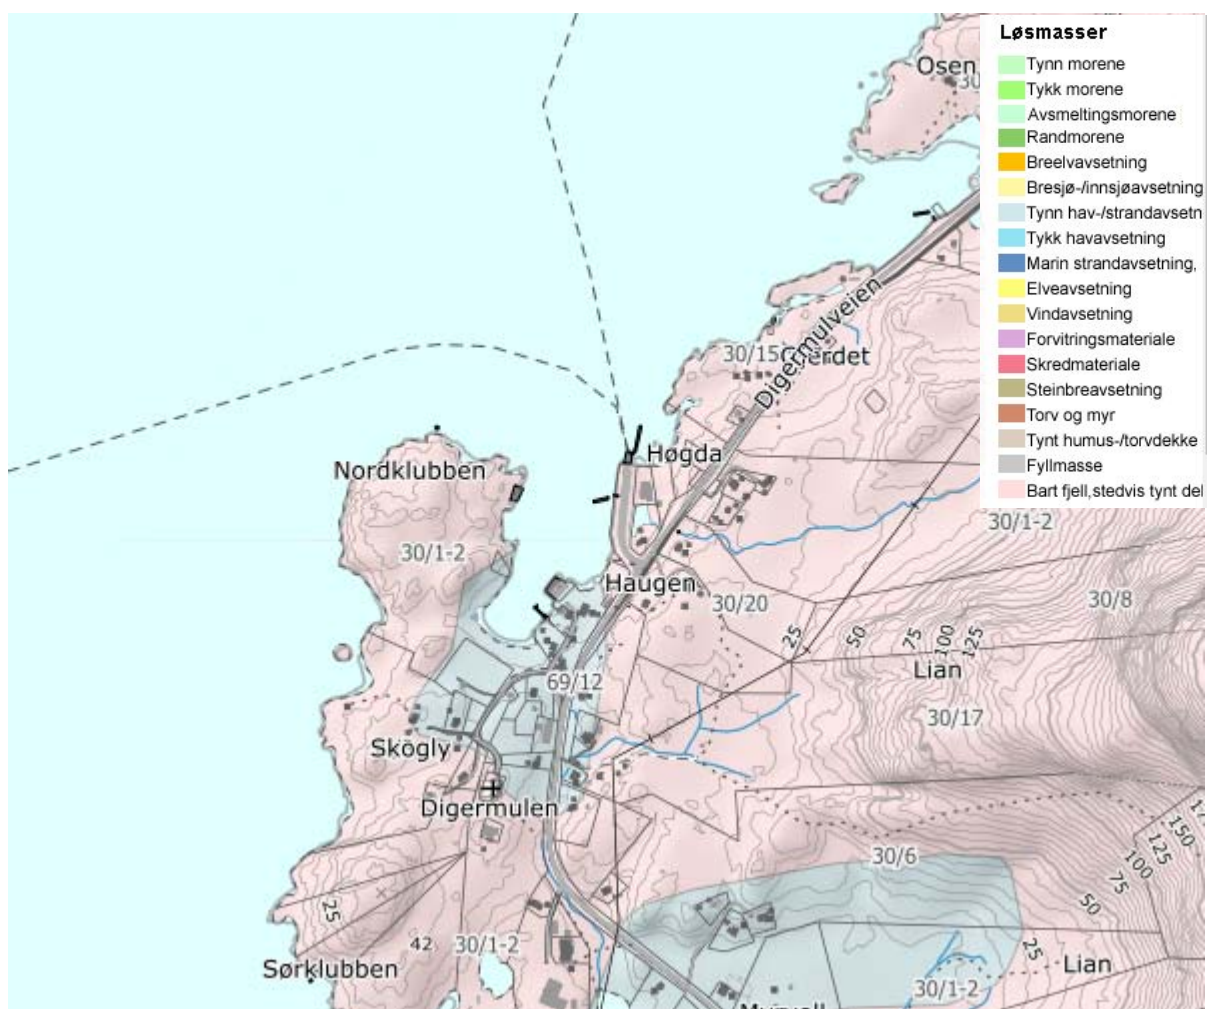 Løsmasser
Tynn morene
Tykk morene
Avsmeltingsmorene
Randmorene
Breelvavsetning
Bresjø-/innsjøavsetning
Tynn hav-/strandavsetn
Tykk havavsetning
Marin strandavsetning,
Elveavsetning
Vindavsetning
Forvitringsmateriale
Skredmateriale
Steinbreavsetning
Torv og myr
Tynt humus-/torvdekke
Fyllmasse
Bart fjell,stedvis tynt del
Osen
30
Digermulveien
30/15
Høgda
Nordklubben
30/1-2
30/1-2
Haugen
30/20
30/8
25
50
75
100
125
Lian
69/12
30/17
Skogly
Digermulen
30/6
150
125
100
75
50
25
25
42
30/1-2
Sørklubben
Lian
30/1-2